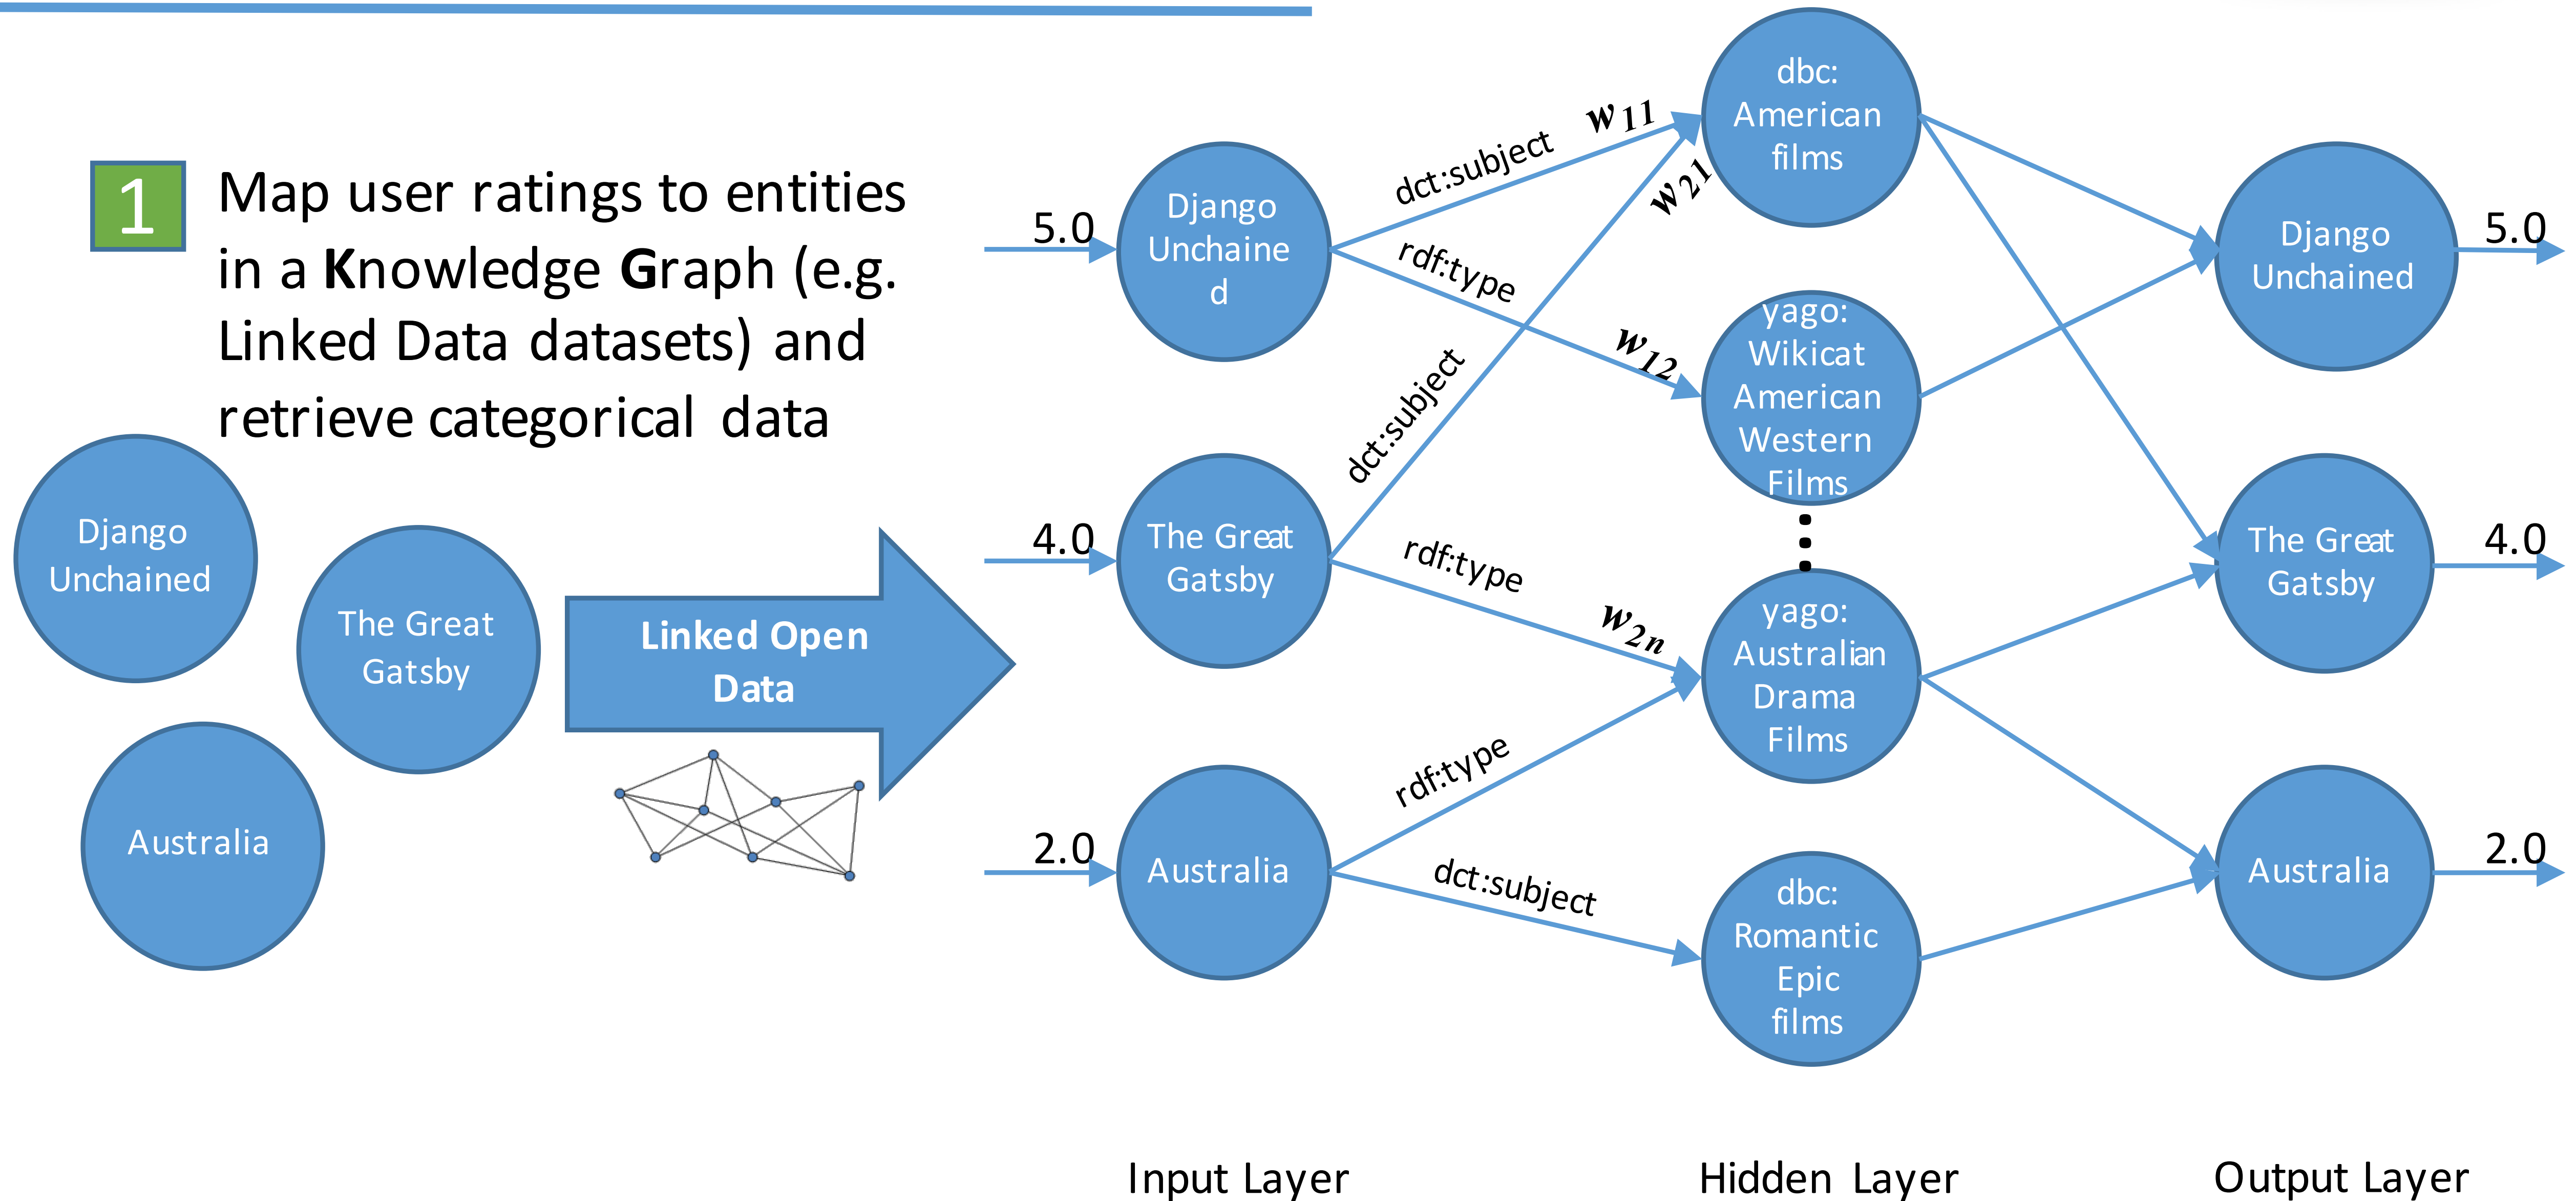 1
Map user ratings to entities
in a Knowledge Graph (e.g.
Linked Data datasets) and
retrieve categorical data
Django
Unchained
The Great
Gatsby
Australia
Linked Open
Data
5.0
4.0
2.0
Django
Unchaine
d
The Great
Gatsby
Australia
dct:subject
w11
rdf:type
w12
dct:subject
w21
rdf:type
w2n
rdf:type
dct:subject
dbc:
American
films
yago:
Wikicat
American
Western
Films
yago:
Australian
Drama
Films
dbc:
Romantic
Epic
films
Django
Unchained
The Great
Gatsby
Australia
5.0
4.0
2.0
Input Layer
Hidden Layer
Output Layer